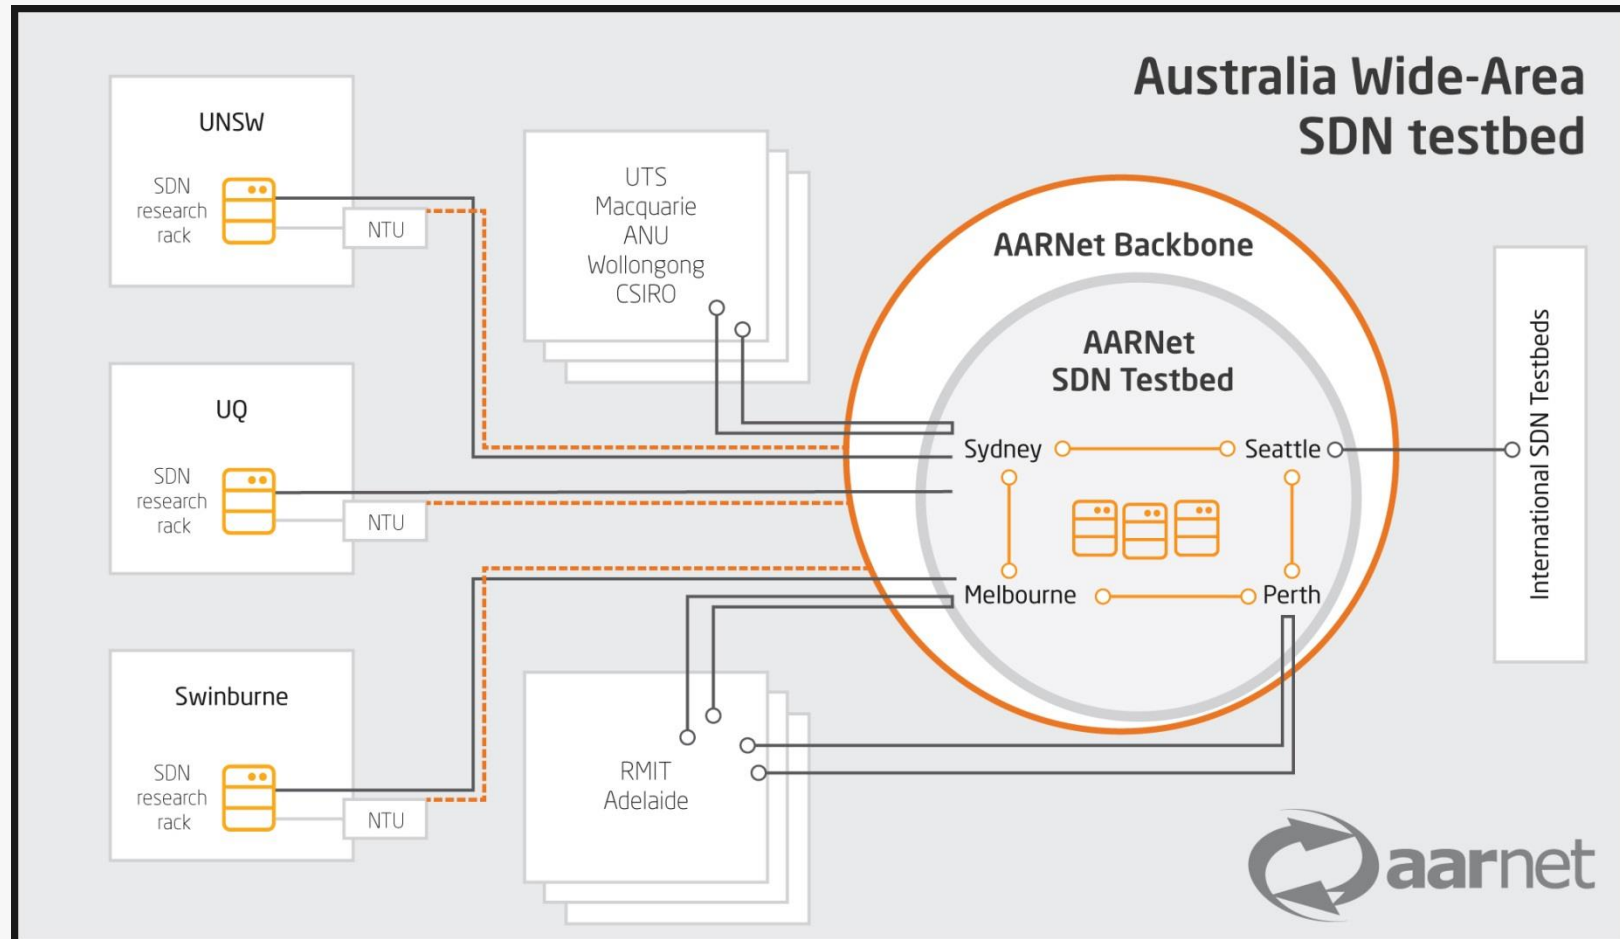 Australia Wide-Area
SDN testbed
UNSW
SDN
research
rack
NTU
UTS
Macquarie
ANU
Wollongong
CSIRO
AARNet Backbone
AARNet
SDN Testbed
UQ
SDN
research
rack
NTU
Sydney
Seattle
Melbourne
Perth
International SDN Testbeds
Swinburne
SDN
research
rack
NTU
RMIT
Adelaide
aarnet